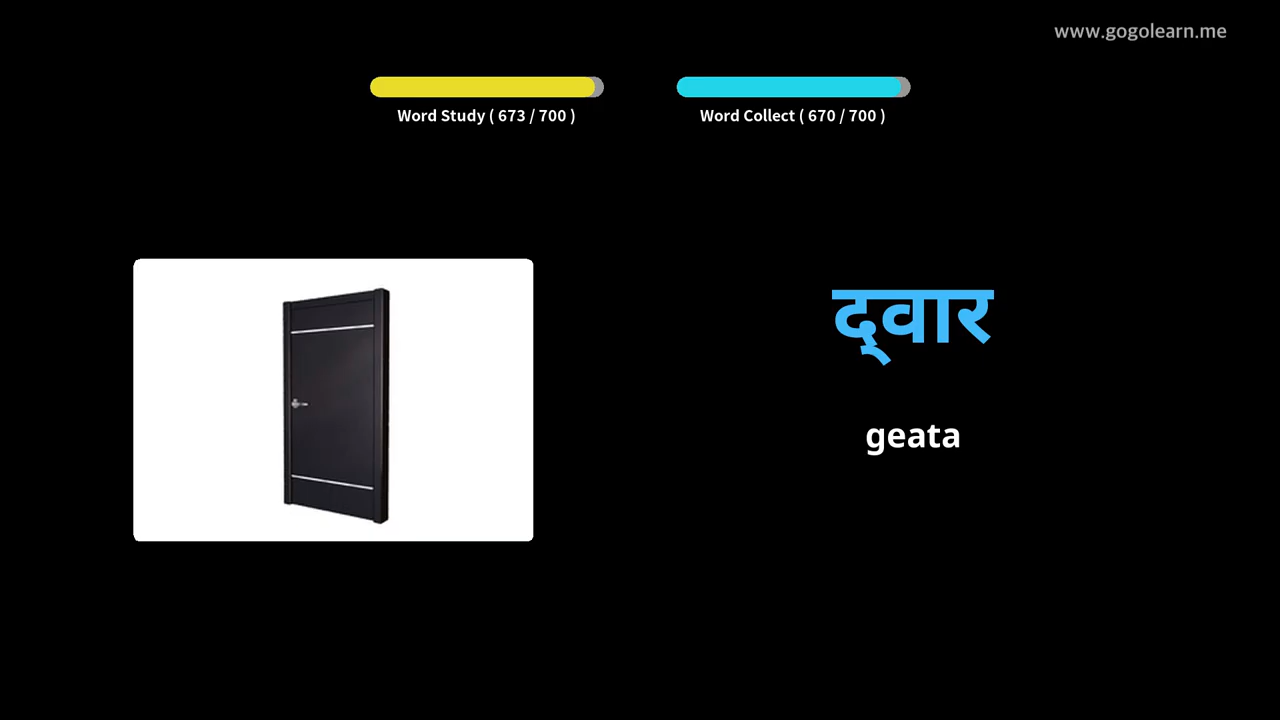 www.gogolearn.me
Word Study ( 673 / 700 )
Word Collect ( 670 / 700 )
द्‌वार
geata